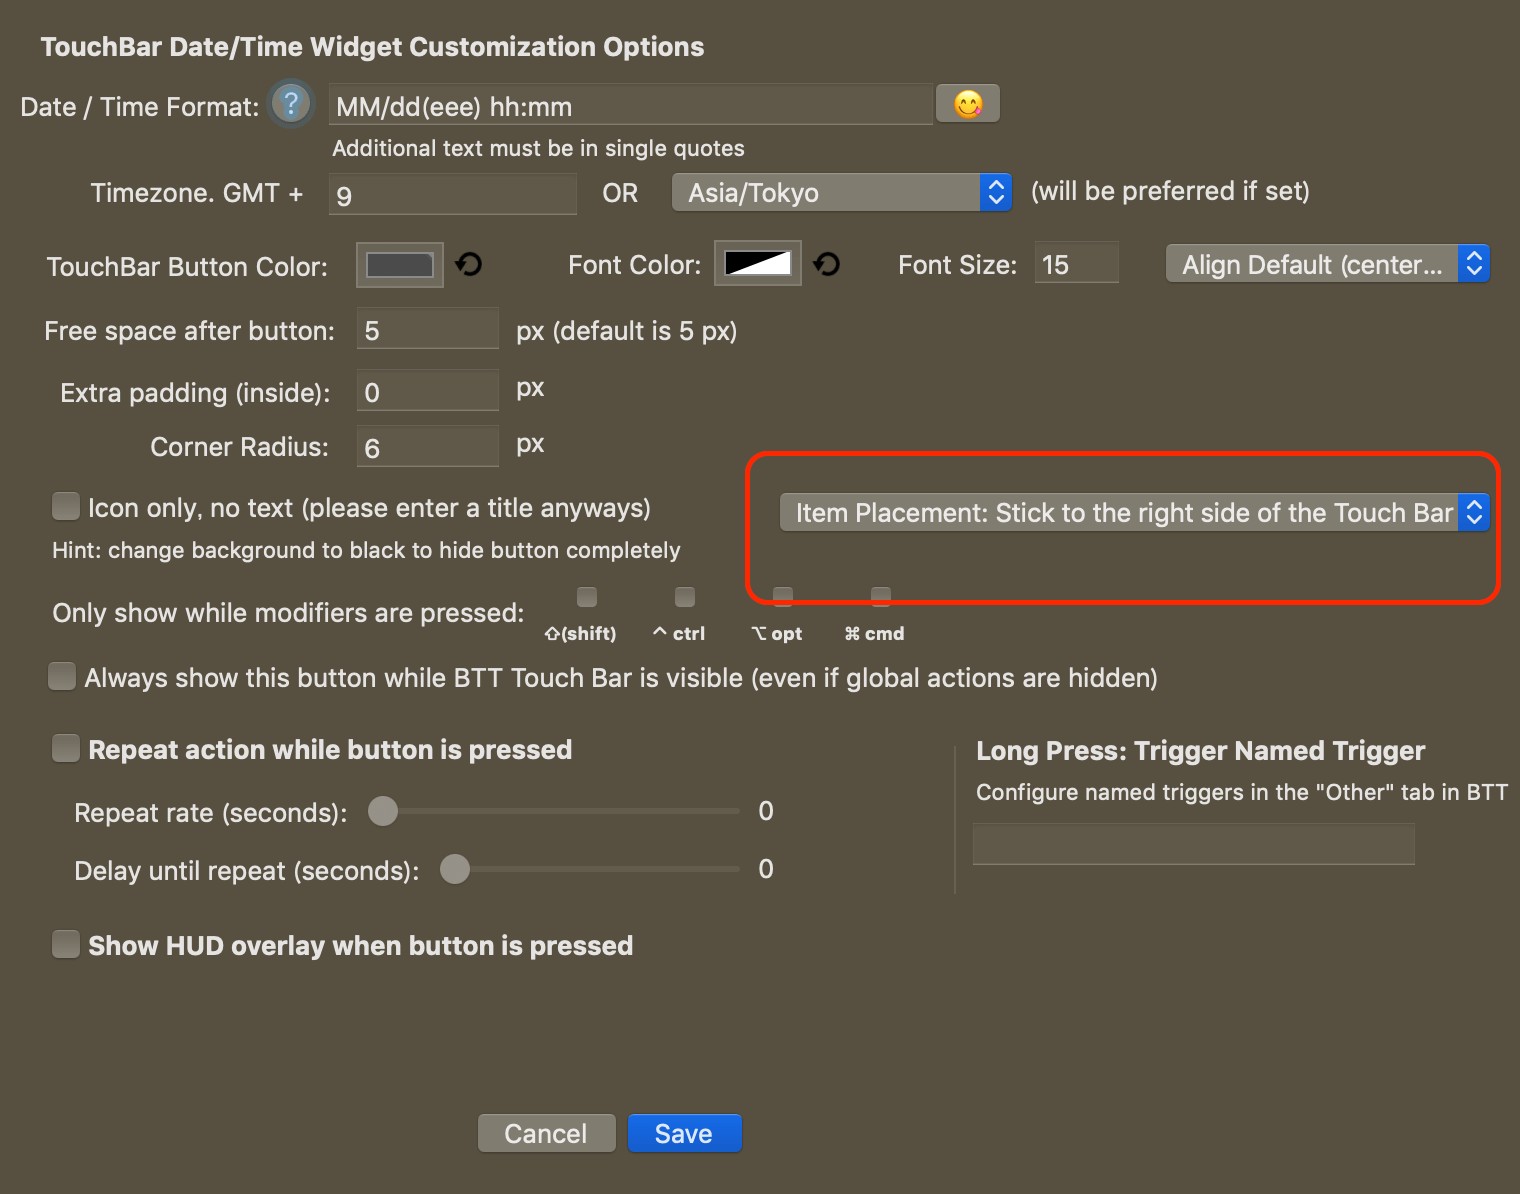 TouchBar Date/Time Widget Customization Options
Date / Time Format: ? MM/dd(eee) hh:mm
Additional text must be in single quotes
Timezone. GMT + 9 OR Asia/Tokyo (will be preferred if set)
TouchBar Button Color: Font Color: Font Size: 15 Align Default (center...
Free space after button: 5 px (default is 5 px)
Extra padding (inside): 0 px
Corner Radius: 6 px
Icon only, no text (please enter a title anyways) Item Placement: Stick to the right side of the Touch Bar
Hint: change background to black to hide button completely
Only show while modifiers are pressed:
⇧(shift) ^ ctrl ⌥ opt ⌘ cmd
Always show this button while BTT Touch Bar is visible (even if global actions are hidden)
Repeat action while button is pressed
Repeat rate (seconds): 0
Delay until repeat (seconds): 0
Long Press: Trigger Named Trigger
Configure named triggers in the "Other" tab in BTT
Show HUD overlay when button is pressed
Cancel Save